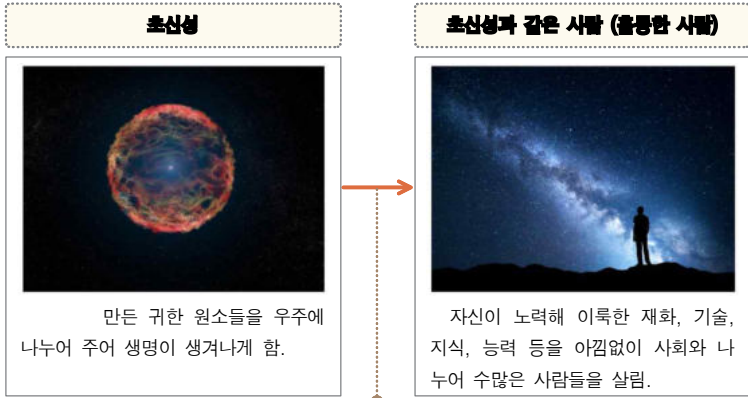 초신성
초신성과 같은 사람 (훌륭한 사람)
만든 귀한 원소들을 우주에
나누어 주어 생명이 생겨나게 함.
자신이 노력해 이룩한 재화, 기술,
지식, 능력 등을 아낌없이 사회와 나
누어 수많은 사람들을 살림.